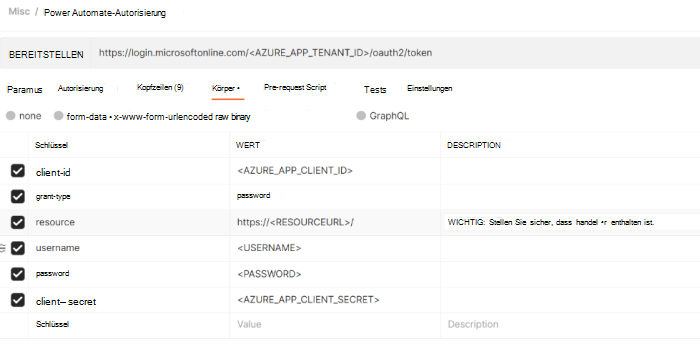 Misc / Power Automate-Autorisierung
BEREITSTELLEN https://login.microsoftonline.com/<AZURE_APP_TENANT_ID>/oauth2/token
Paramus Autorisierung Kopfzeilen (9) Körper • Pre-request Script Tests Einstellungen
none form-data • x-www-form-urlencoded raw binary GraphQL
Schlüssel WERT DESCRIPTION
client-id <AZURE_APP_CLIENT_ID>
grant-type password
resource https://<RESOURCEURL>/ WICHTIG: Stellen Sie sicher, dass handel •r enthalten ist.
username <USERNAME>
password <PASSWORD>
client– secret <AZURE_APP_CLIENT_SECRET>
Schlüssel Value Description